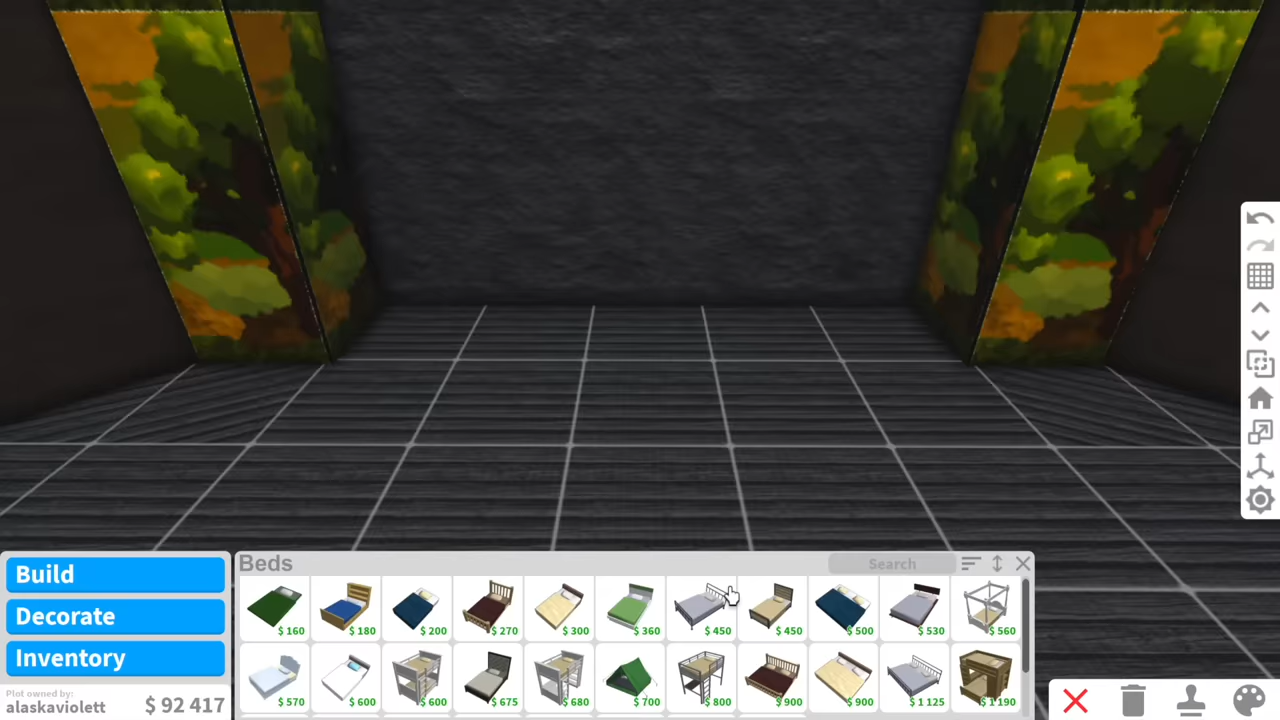 Beds
Search
Build
Decorate
Inventory
Plot owned by:
alaskaviolett
$ 92 417
$ 160
$ 180
$ 200
$ 270
$ 300
$ 360
$ 450
$ 450
$ 500
$ 530
$ 560
$ 570
$ 600
$ 600
$ 675
$ 680
$ 700
$ 800
$ 900
$ 900
$ 1 125
$ 1 190